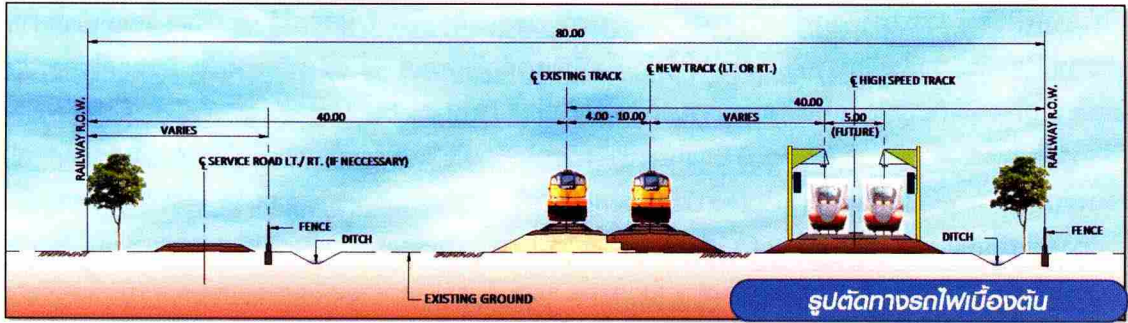 80.00
RAILWAY R.O.W.
RAILWAY R.O.W.
℄ EXISTING TRACK
℄ NEW TRACK (LT. OR RT.)
℄ HIGH SPEED TRACK
40.00
40.00
4.00 - 10.00
VARIES
5.00
(FUTURE)
VARIES
℄ SERVICE ROAD LT./ RT. (IF NECCESSARY)
FENCE
DITCH
DITCH
FENCE
EXISTING GROUND
รูปตัดทางรถไฟเบื้องต้น